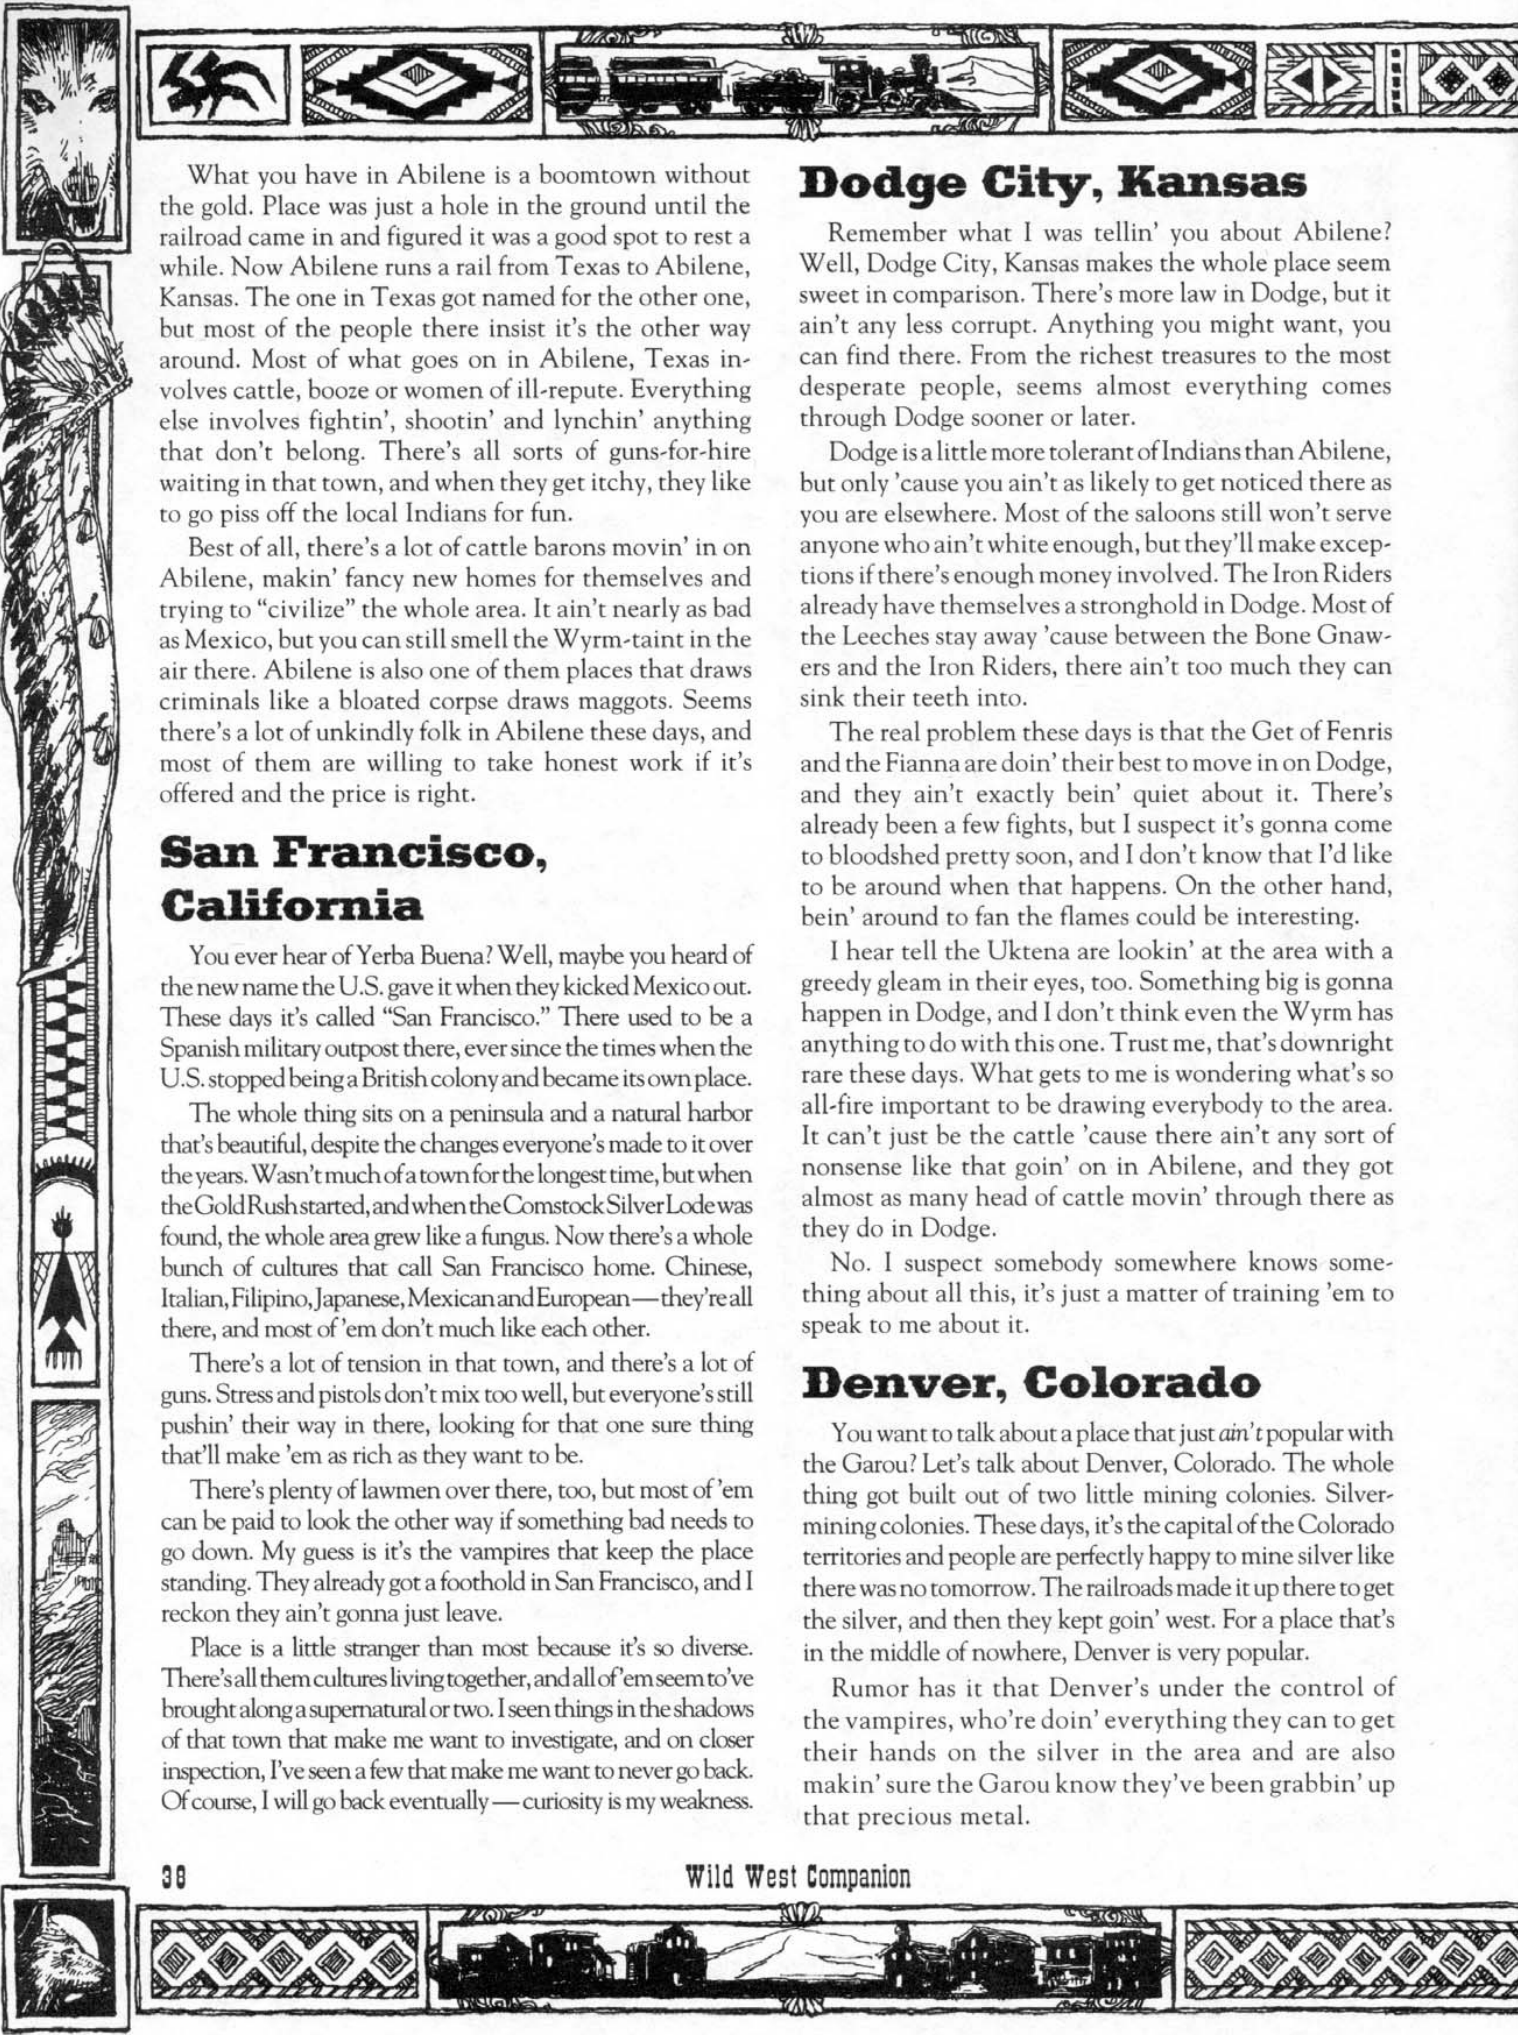 What you have in Abilene is a boomtown without
the gold. Place was just a hole in the ground until the
railroad came in and figured it was a good spot to rest a
while. Now Abilene runs a rail from Texas to Abilene,
Kansas. The one in Texas got named for the other one,
but most of the people there insist it's the other way
around. Most of what goes on in Abilene, Texas in-
volves cattle, booze or women of ill-repute. Everything
else involves fightin', shootin' and lynchin' anything
that don't belong. There's all sorts of guns-for-hire
waiting in that town, and when they get itchy, they like
to go piss off the local Indians for fun.
Best of all, there's a lot of cattle barons movin' in on
Abilene, makin' fancy new homes for themselves and
trying to “civilize” the whole area. It ain't nearly as bad
as Mexico, but you can still smell the Wyrm-taint in the
air there. Abilene is also one of them places that draws
criminals like a bloated corpse draws maggots. Seems
there's a lot of unkindly folk in Abilene these days, and
most of them are willing to take honest work if it's
offered and the price is right.
San Francisco,
California
You ever hear of Yerba Buena? Well, maybe you heard of
the new name the U.S. gave it when they kicked Mexico out.
These days it's called “San Francisco.” There used to be a
Spanish military outpost there, ever since the times when the
U.S. stopped being a British colony and became its own place.
The whole thing sits on a peninsula and a natural harbor
that's beautiful, despite the changes everyone's made to it over
the years. Wasn't much of a town for the longest time, but when
the Gold Rush started, and when the Comstock Silver Lode was
found, the whole area grew like a fungus. Now there's a whole
bunch of cultures that call San Francisco home. Chinese,
Italian, Filipino, Japanese, Mexican and European — they're all
there, and most of 'em don't much like each other.
There's a lot of tension in that town, and there's a lot of
guns. Stress and pistols don't mix too well, but everyone's still
pushin' their way in there, looking for that one sure thing
that'll make 'em as rich as they want to be.
There's plenty of lawmen over there, too, but most of 'em
can be paid to look the other way if something bad needs to
go down. My guess is it's the vampires that keep the place
standing. They already got a foothold in San Francisco, and I
reckon they ain't gonna just leave.
Place is a little stranger than most because it's so diverse.
There's all them cultures living together, and all of 'em seem to've
brought along a supernatural or two. I seen things in the shadows
of that town that make me want to investigate, and on closer
inspection, I've seen a few that make me want to never go back.
Of course, I will go back eventually — curiosity is my weakness.
Dodge City, Kansas
Remember what I was tellin' you about Abilene?
Well, Dodge City, Kansas makes the whole place seem
sweet in comparison. There's more law in Dodge, but it
ain't any less corrupt. Anything you might want, you
can find there. From the richest treasures to the most
desperate people, seems almost everything comes
through Dodge sooner or later.
Dodge is a little more tolerant of Indians than Abilene,
but only 'cause you ain't as likely to get noticed there as
you are elsewhere. Most of the saloons still won't serve
anyone who ain't white enough, but they'll make excep-
tions if there's enough money involved. The Iron Riders
already have themselves a stronghold in Dodge. Most of
the Leeches stay away 'cause between the Bone Gnaw-
ers and the Iron Riders, there ain't too much they can
sink their teeth into.
The real problem these days is that the Get of Fenris
and the Fianna are doin' their best to move in on Dodge,
and they ain't exactly bein' quiet about it. There's
already been a few fights, but I suspect it's gonna come
to bloodshed pretty soon, and I don't know that I'd like
to be around when that happens. On the other hand,
bein' around to fan the flames could be interesting.
I hear tell the Uktena are lookin' at the area with a
greedy gleam in their eyes, too. Something big is gonna
happen in Dodge, and I don't think even the Wyrm has
anything to do with this one. Trust me, that's downright
rare these days. What gets to me is wondering what's so
all-fire important to be drawing everybody to the area.
It can't just be the cattle 'cause there ain't any sort of
nonsense like that goin' on in Abilene, and they got
almost as many head of cattle movin' through there as
they do in Dodge.
No. I suspect somebody somewhere knows some-
thing about all this, it's just a matter of training 'em to
speak to me about it.
Denver, Colorado
You want to talk about a place that just ain't popular with
the Garou? Let's talk about Denver, Colorado. The whole
thing got built out of two little mining colonies. Silver-
mining colonies. These days, it's the capital of the Colorado
territories and people are perfectly happy to mine silver like
there was no tomorrow. The railroads made it up there to get
the silver, and then they kept goin' west. For a place that's
in the middle of nowhere, Denver is very popular.
Rumor has it that Denver's under the control of
the vampires, who're doin' everything they can to get
their hands on the silver in the area and are also
makin' sure the Garou know they've been grabbin' up
that precious metal.
38
Wild West Companion